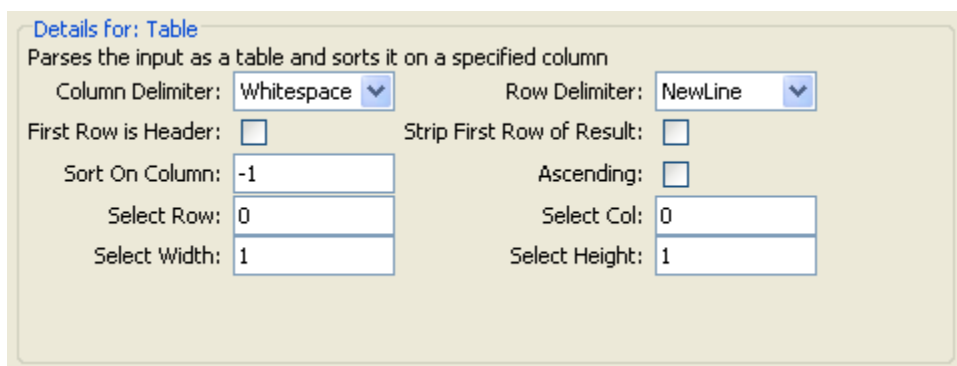 Details for: Table
Parses the input as a table and sorts it on a specified column
Column Delimiter: Whitespace Row Delimiter: NewLine
First Row is Header: Strip First Row of Result:
Sort On Column: -1 Ascending:
Select Row: 0 Select Col: 0
Select Width: 1 Select Height: 1